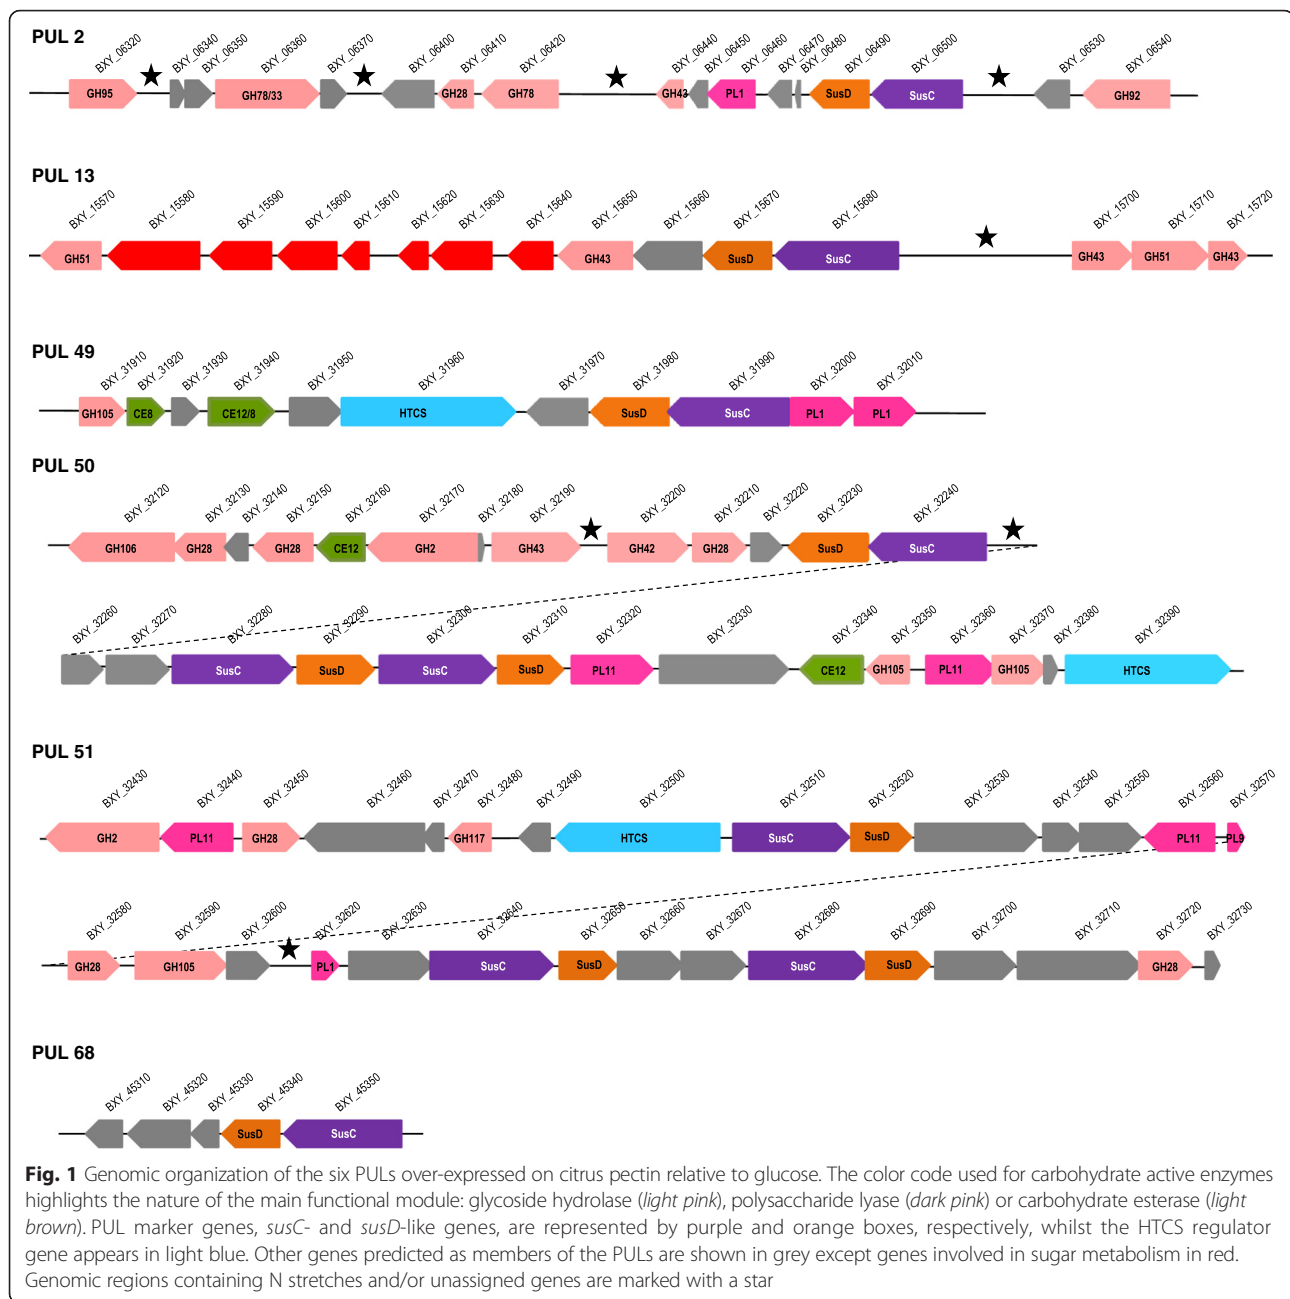 PUL 2
BXY_06320 BXY_06340 BXY_06350 BXY_06360 BXY_06370 BXY_06400 BXY_06410 BXY_06420 BXY_06440 BXY_06450 BXY_06460 BXY_06470 BXY_06480 BXY_06490 BXY_06500 BXY_06530 BXY_06540
GH95 GH78/33 GH28 GH78 GH43 PL1 SusD SusC GH92
PUL 13
BXY_15570 BXY_15580 BXY_15590 BXY_15600 BXY_15610 BXY_15620 BXY_15630 BXY_15640 BXY_15650 BXY_15660 BXY_15670 BXY_15680 BXY_15700 BXY_15710 BXY_15720
GH51 GH43 SusD SusC GH43 GH51 GH43
PUL 49
BXY_31910 BXY_31920 BXY_31930 BXY_31940 BXY_31950 BXY_31960 BXY_31970 BXY_31980 BXY_31990 BXY_32000 BXY_32010
GH105 CE8 CE12/8 HTCS SusD SusC PL1 PL1
PUL 50
BXY_32120 BXY_32130 BXY_32140 BXY_32150 BXY_32160 BXY_32170 BXY_32180 BXY_32190 BXY_32200 BXY_32210 BXY_32220 BXY_32230 BXY_32240
GH106 GH28 GH28 CE12 GH2 GH43 GH42 GH28 SusD SusC
BXY_32260 BXY_32270 BXY_32280 BXY_32290 BXY_32300 BXY_32310 BXY_32320 BXY_32330 BXY_32340 BXY_32350 BXY_32360 BXY_32370 BXY_32380 BXY_32390
SusC SusD SusC SusD PL11 CE12 GH105 PL11 GH105 HTCS
PUL 51
BXY_32430 BXY_32440 BXY_32450 BXY_32460 BXY_32470 BXY_32480 BXY_32490 BXY_32500 BXY_32510 BXY_32520 BXY_32530 BXY_32540 BXY_32550 BXY_32560 BXY_32570
GH2 PL11 GH28 GH117 HTCS SusC SusD PL11 PL9
BXY_32580 BXY_32590 BXY_32600 BXY_32620 BXY_32630 BXY_32640 BXY_32650 BXY_32660 BXY_32670 BXY_32680 BXY_32690 BXY_32700 BXY_32710 BXY_32720 BXY_32730
GH28 GH105 PL1 SusC SusD SusC SusD GH28
PUL 68
BXY_45310 BXY_45320 BXY_45330 BXY_45340 BXY_45350
SusD SusC
Fig. 1 Genomic organization of the six PULs over-expressed on citrus pectin relative to glucose. The color code used for carbohydrate active enzymes
highlights the nature of the main functional module: glycoside hydrolase (light pink), polysaccharide lyase (dark pink) or carbohydrate esterase (light
brown). PUL marker genes, susC- and susD-like genes, are represented by purple and orange boxes, respectively, whilst the HTCS regulator
gene appears in light blue. Other genes predicted as members of the PULs are shown in grey except genes involved in sugar metabolism in red.
Genomic regions containing N stretches and/or unassigned genes are marked with a star